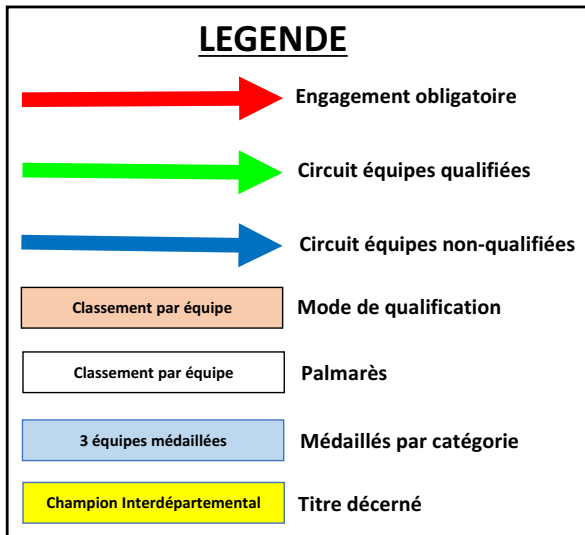 LEGENDE
Engagement obligatoire
Circuit équipes qualifiées
Circuit équipes non-qualifiées
Classement par équipe Mode de qualification
Classement par équipe Palmarès
3 équipes médaillées Médaillés par catégorie
Champion Interdépartemental Titre décerné